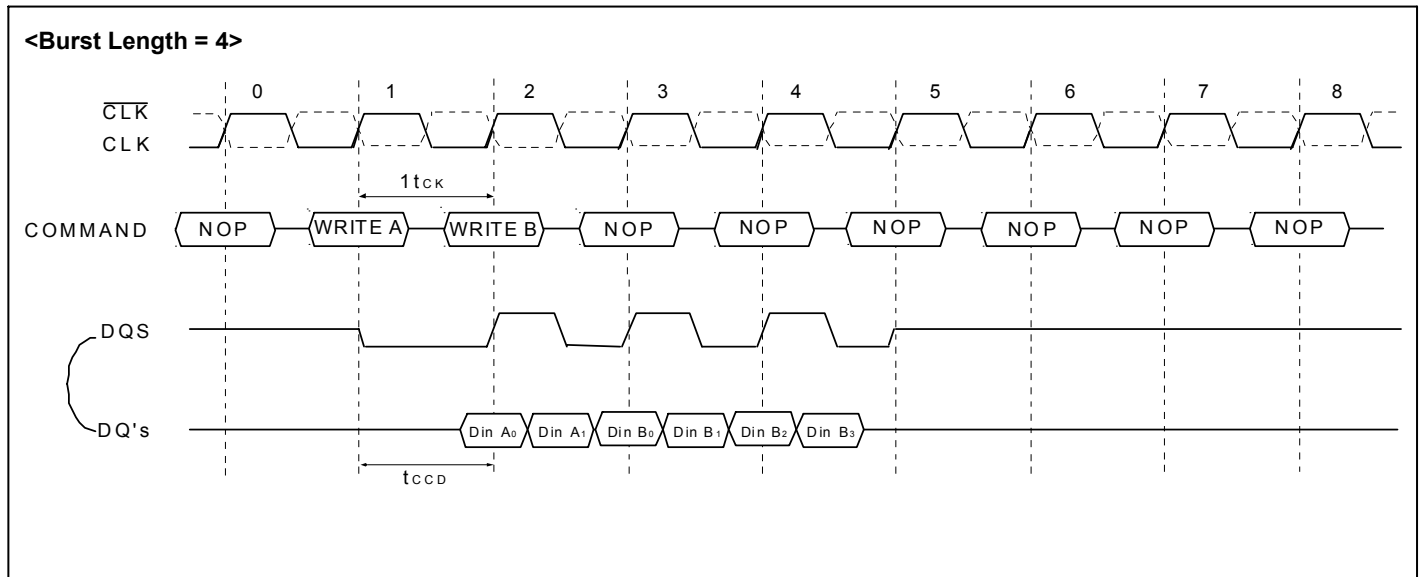 <Burst Length = 4>
0 1 2 3 4 5 6 7 8
CLK
CLK
1tCK
COMMAND NOP WRITE A WRITE B NOP NOP NOP NOP NOP NOP
DQS
DQ's Din A0 Din A1 Din B0 Din B1 Din B2 Din B3
tCCD